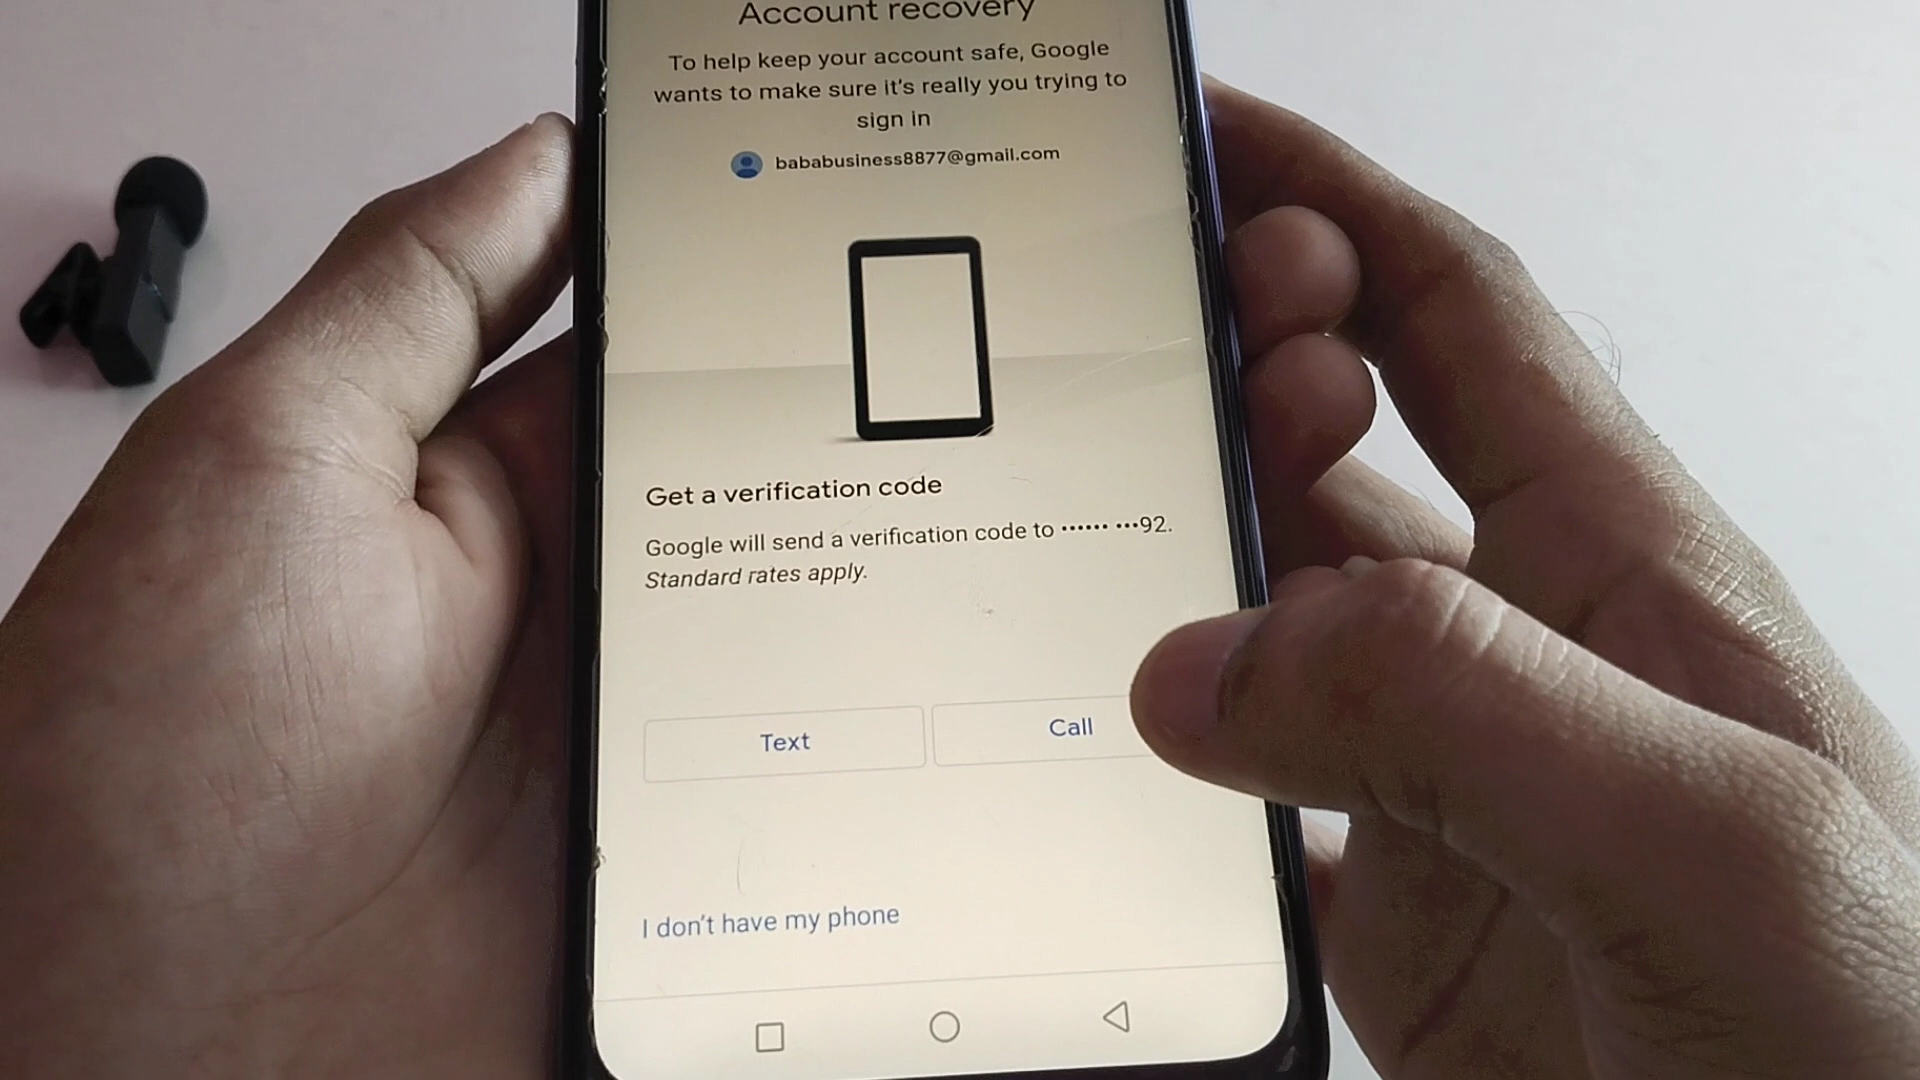 Account recovery
To help keep your account safe, Google
wants to make sure it's really you trying to
sign in
bababusiness8877@gmail.com
Get a verification code
Google will send a verification code to •••••• •••92.
Standard rates apply.
Text
Call
I don't have my phone